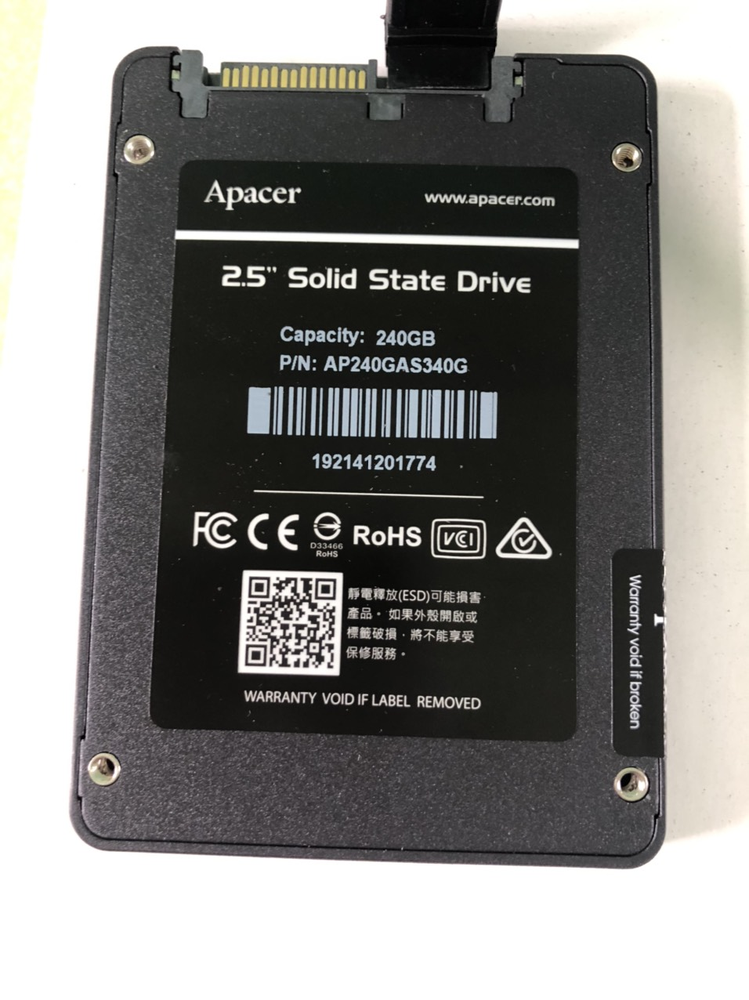 Apacer
www.apacer.com
2.5" Solid State Drive
Capacity: 240GB
P/N: AP240GAS340G
192141201774
FC CE D33466 RoHS RoHS VCI
靜電釋放(ESD)可能損害
產品。如果外殼開啟或
標籤破損，將不能享受
保修服務。
WARRANTY VOID IF LABEL REMOVED
Warranty void if broken